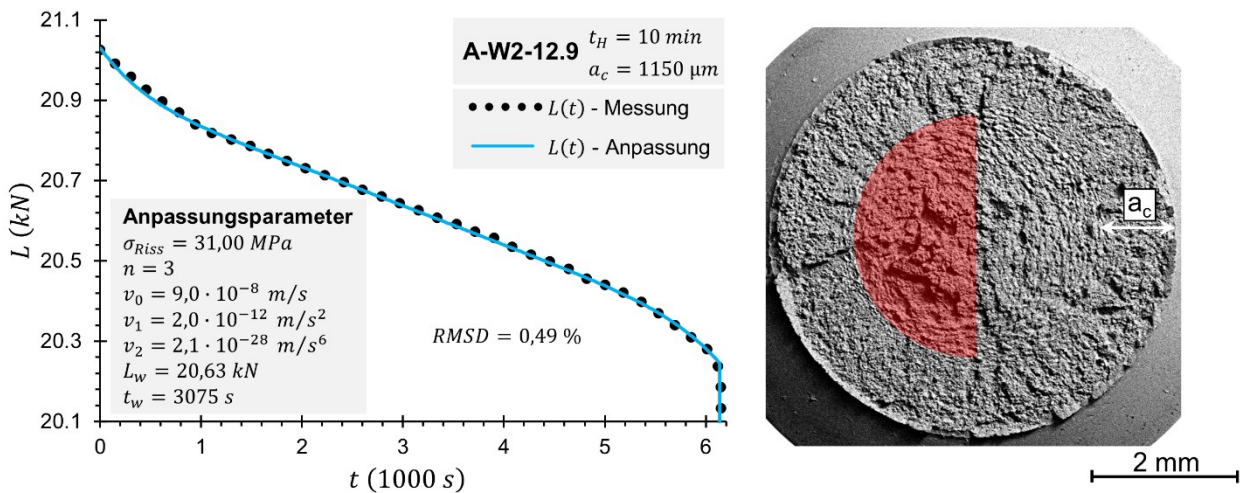 21.1
20.9
20.7
20.5
20.3
20.1
L (kN)
0 1 2 3 4 5 6
t (1000 s)
A-W2-12.9
t_H = 10 min
a_c = 1150 μm
L(t) - Messung
L(t) - Anpassung
Anpassungsparameter
σ_Riss = 31,00 MPa
n = 3
v_0 = 9,0 · 10⁻⁸ m/s
v_1 = 2,0 · 10⁻¹² m/s²
v_2 = 2,1 · 10⁻²⁸ m/s⁶
L_w = 20,63 kN
t_w = 3075 s
RMSD = 0,49 %
a_c
2 mm